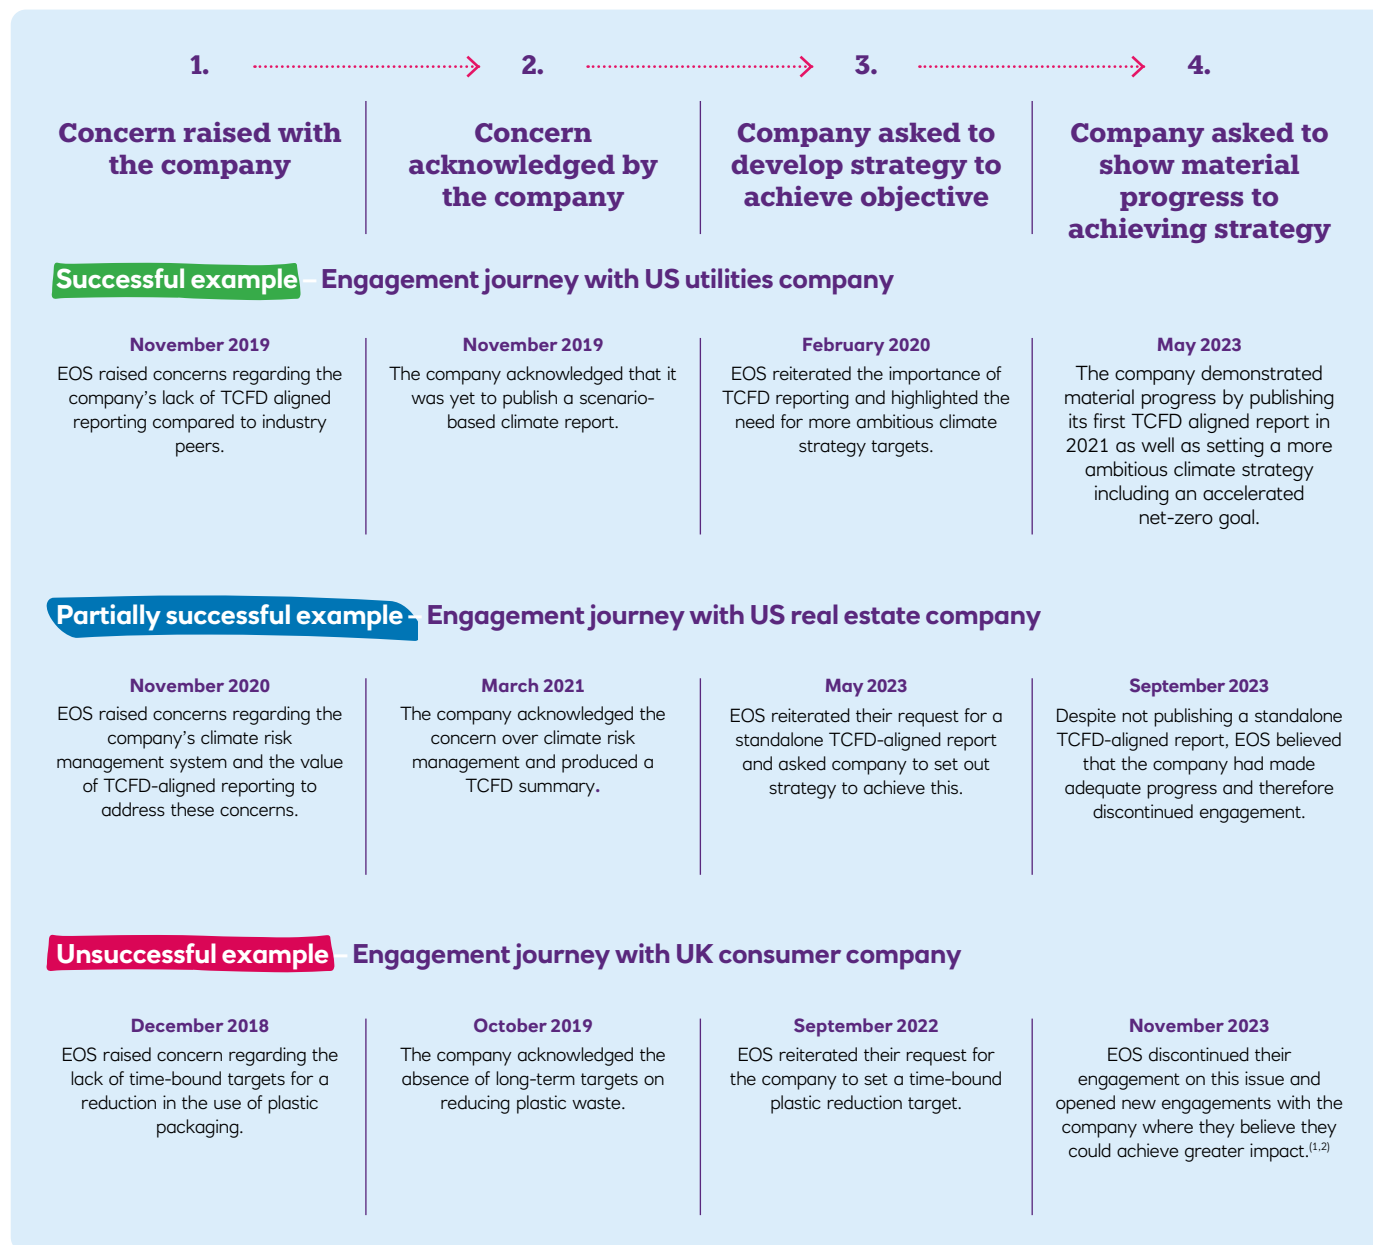 1.
2.
3.
4.
Concern raised with
the company
Concern
acknowledged by
the company
Company asked to
develop strategy to
achieve objective
Company asked to
show material
progress to
achieving strategy
Successful example – Engagement journey with US utilities company
November 2019
EOS raised concerns regarding the
company’s lack of TCFD aligned
reporting compared to industry
peers.
November 2019
The company acknowledged that it
was yet to publish a scenario-
based climate report.
February 2020
EOS reiterated the importance of
TCFD reporting and highlighted the
need for more ambitious climate
strategy targets.
May 2023
The company demonstrated
material progress by publishing
its first TCFD aligned report in
2021 as well as setting a more
ambitious climate strategy
including an accelerated
net-zero goal.
Partially successful example – Engagement journey with US real estate company
November 2020
EOS raised concerns regarding the
company’s climate risk
management system and the value
of TCFD-aligned reporting to
address these concerns.
March 2021
The company acknowledged the
concern over climate risk
management and produced a
TCFD summary.
May 2023
EOS reiterated their request for a
standalone TCFD-aligned report
and asked company to set out
strategy to achieve this.
September 2023
Despite not publishing a standalone
TCFD-aligned report, EOS believed
that the company had made
adequate progress and therefore
discontinued engagement.
Unsuccessful example – Engagement journey with UK consumer company
December 2018
EOS raised concern regarding the
lack of time-bound targets for a
reduction in the use of plastic
packaging.
October 2019
The company acknowledged the
absence of long-term targets on
reducing plastic waste.
September 2022
EOS reiterated their request for
the company to set a time-bound
plastic reduction target.
November 2023
EOS discontinued their
engagement on this issue and
opened new engagements with the
company where they believe they
could achieve greater impact.(1,2)